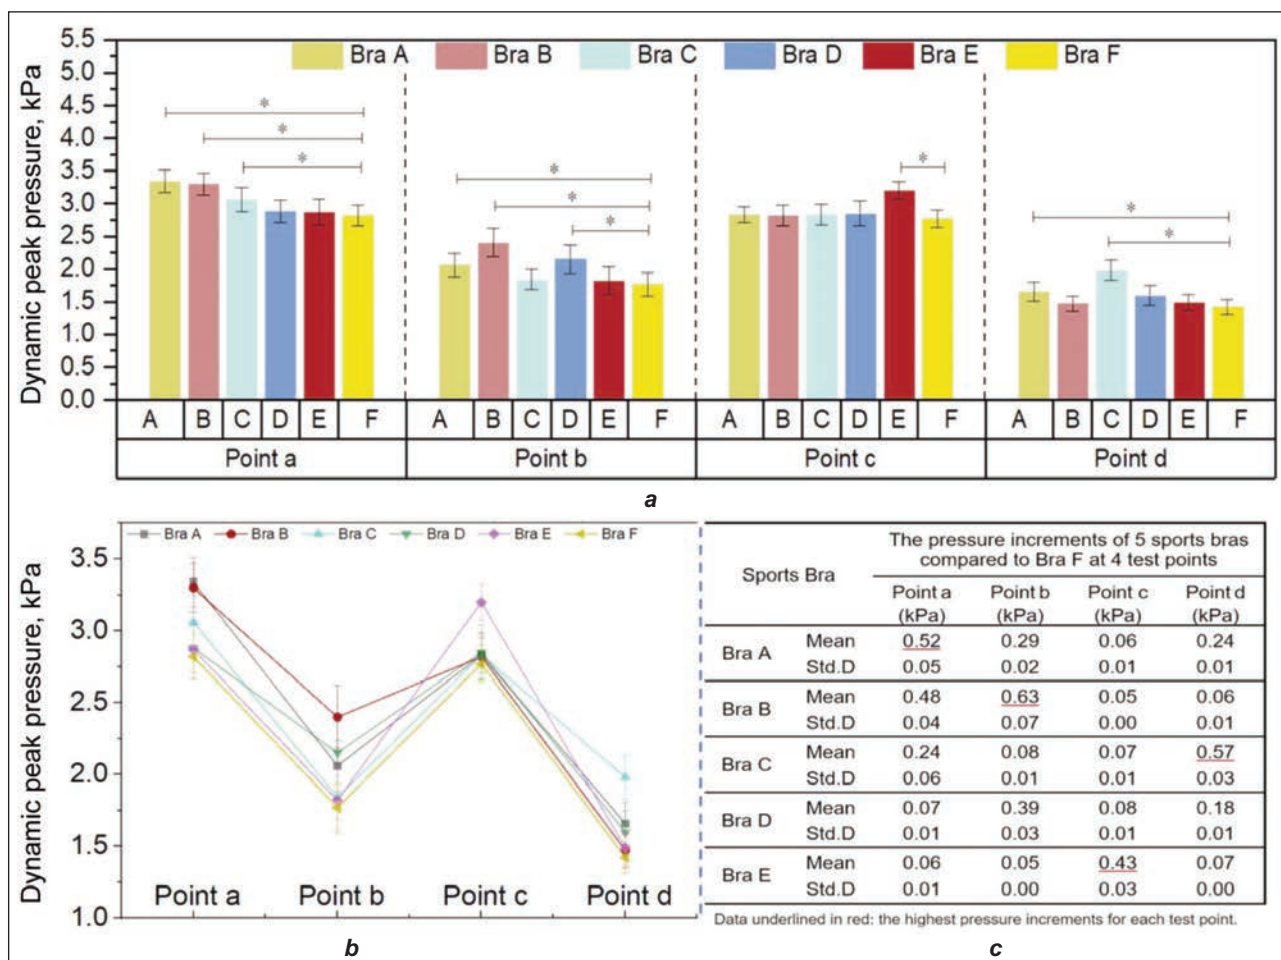 Bra A Bra B Bra C Bra D Bra E Bra F
Dynamic peak pressure, kPa
5.5
5.0
4.5
4.0
3.5
3.0
2.5
2.0
1.5
1.0
0.5
0.0
* * * * * * * * *
A B C D E F A B C D E F A B C D E F A B C D E F
Point a Point b Point c Point d
a
Bra A Bra B Bra C Bra D Bra E Bra F
Dynamic peak pressure, kPa
3.5
3.0
2.5
2.0
1.5
1.0
Point a Point b Point c Point d
b
Sports Bra
The pressure increments of 5 sports bras
compared to Bra F at 4 test points
Point a Point b Point c Point d
(kPa) (kPa) (kPa) (kPa)
Bra A
Mean 0.52 0.29 0.06 0.24
Std.D 0.05 0.02 0.01 0.01
Bra B
Mean 0.48 0.63 0.05 0.06
Std.D 0.04 0.07 0.00 0.01
Bra C
Mean 0.24 0.08 0.07 0.57
Std.D 0.06 0.01 0.01 0.03
Bra D
Mean 0.07 0.39 0.08 0.18
Std.D 0.01 0.03 0.01 0.01
Bra E
Mean 0.06 0.05 0.43 0.07
Std.D 0.01 0.00 0.03 0.00
Data underlined in red: the highest pressure increments for each test point.
c